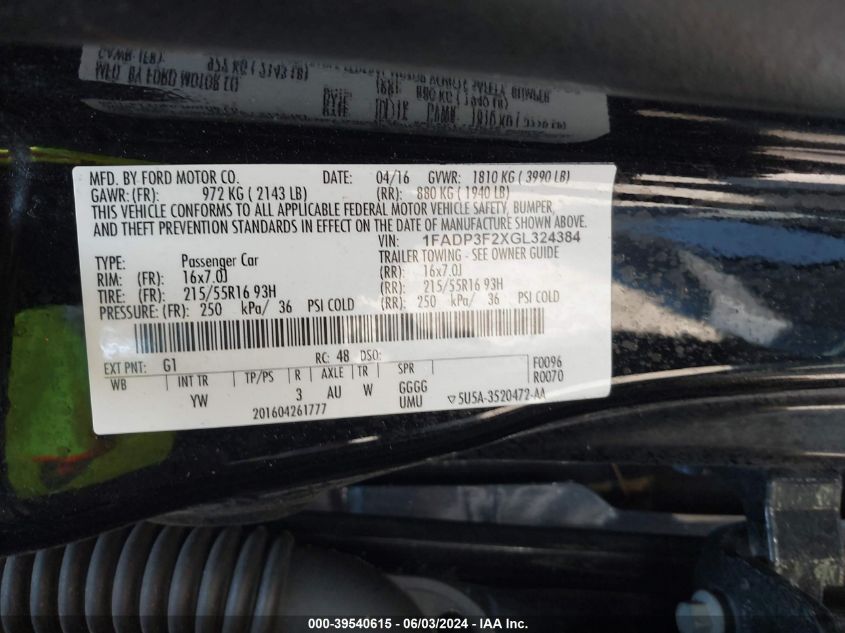 MFD. BY FORD MOTOR CO. DATE: 04/16 GVWR: 1810 KG ( 3990 LB)
GAWR: (FR): 972 KG ( 2143 LB) (RR): 880 KG ( 1940 LB)
THIS VEHICLE CONFORMS TO ALL APPLICABLE FEDERAL MOTOR VEHICLE SAFETY, BUMPER,
AND THEFT PREVENTION STANDARDS IN EFFECT ON THE DATE OF MANUFACTURE SHOWN ABOVE.
VIN: 1FADP3F2XGL324384
TYPE: Passenger Car TRAILER TOWING - SEE OWNER GUIDE
RIM: (FR): 16x7.0J (RR): 16x7.0J
TIRE: (FR): 215/55R16 93H (RR): 215/55R16 93H
PRESSURE: (FR): 250 kPa/ 36 PSI COLD (RR): 250 kPa/ 36 PSI COLD
EXT PNT: G1 RC: 48 DSO: F0096
WB INT TR TP/PS R AXLE TR SPR R0070
YW 3 AU W GGGG
UMU ▽5U5A-3520472-AA
201604261777
000-39540615 - 06/03/2024 - IAA Inc.